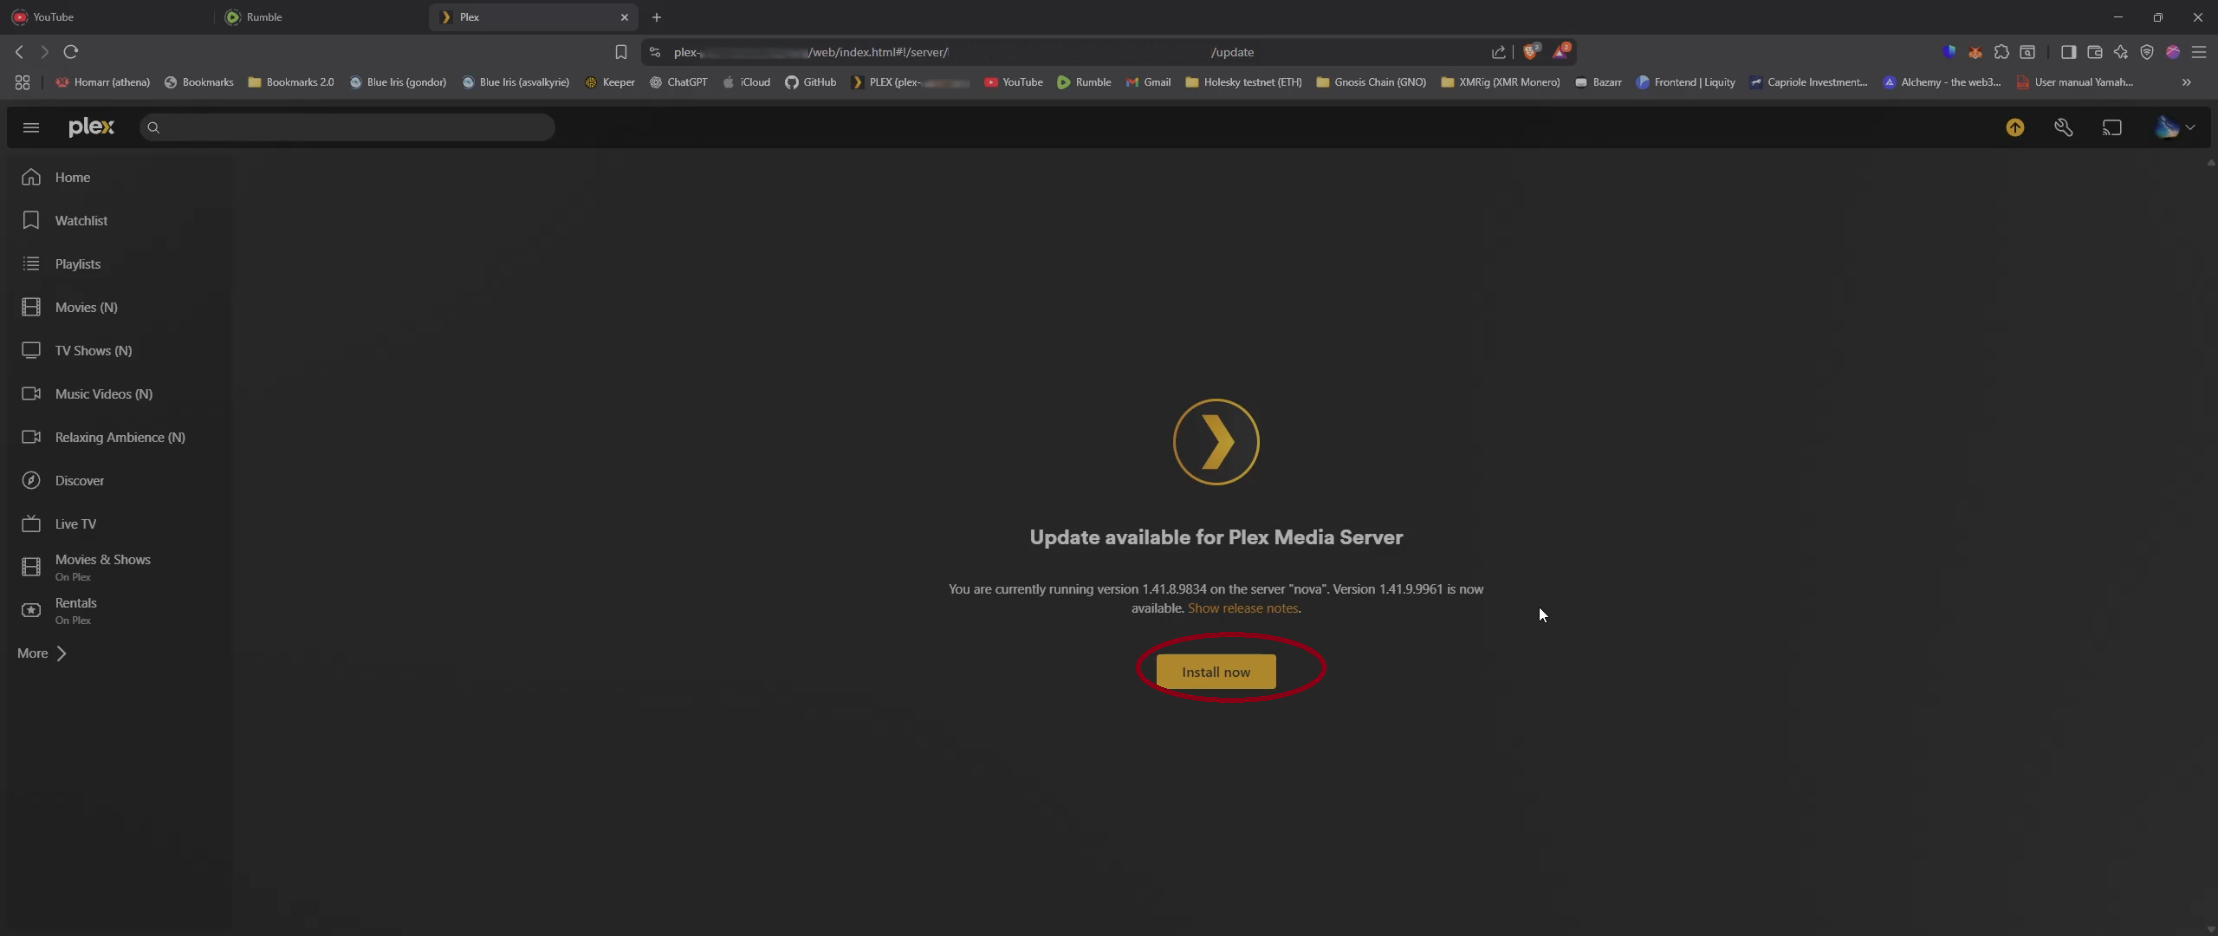 YouTube
Rumble
Plex
plex- /web/index.html#!/server/ /update
2
2
Homarr (athena)
Bookmarks
Bookmarks 2.0
Blue Iris (gondor)
Blue Iris (asvalkyrie)
Keeper
ChatGPT
iCloud
GitHub
PLEX (plex-
YouTube
Rumble
Gmail
Holesky testnet (ETH)
Gnosis Chain (GNO)
XMRig (XMR Monero)
Bazarr
Frontend | Liquity
Capriole Investment...
Alchemy - the web3...
User manual Yamah...
plex
Home
Watchlist
Playlists
Movies (N)
TV Shows (N)
Music Videos (N)
Relaxing Ambience (N)
Discover
Live TV
Movies & Shows
On Plex
Rentals
On Plex
More
Update available for Plex Media Server
You are currently running version 1.41.8.9834 on the server "nova". Version 1.41.9.9961 is now
available. Show release notes.
Install now